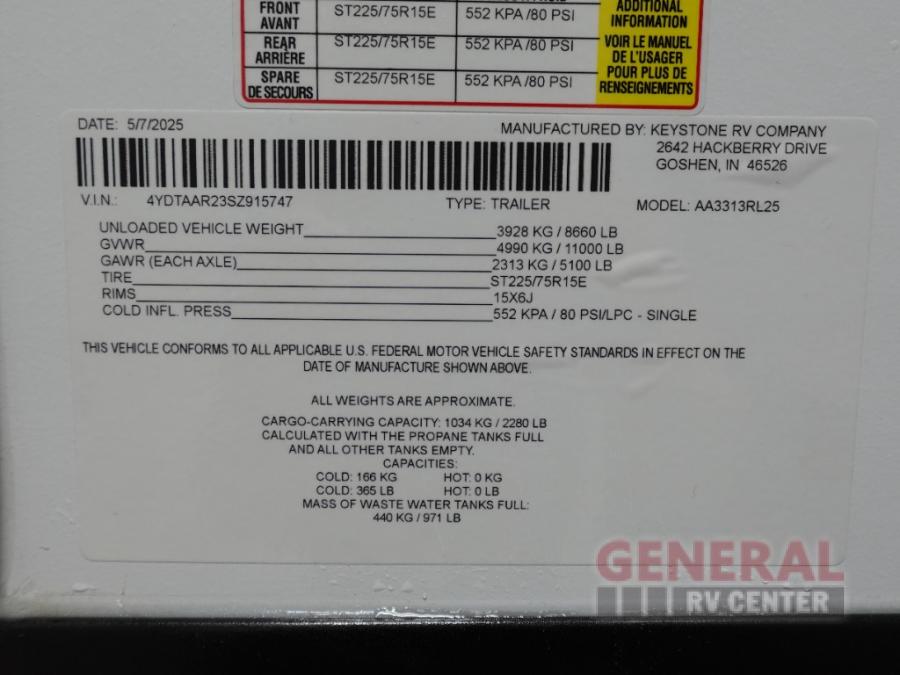 FRONT ST225/75R15E 552 KPA /80 PSI
AVANT
REAR ST225/75R15E 552 KPA /80 PSI
ARRIÈRE
SPARE ST225/75R15E 552 KPA /80 PSI
DE SECOURS
ADDITIONAL
INFORMATION
VOIR LE MANUEL
DE L'USAGER
POUR PLUS DE
RENSEIGNEMENTS
DATE: 5/7/2025
MANUFACTURED BY: KEYSTONE RV COMPANY
2642 HACKBERRY DRIVE
GOSHEN, IN 46526
V.I.N.: 4YDTAAR23SZ915747 TYPE: TRAILER MODEL: AA3313RL25
UNLOADED VEHICLE WEIGHT 3928 KG / 8660 LB
GVWR 4990 KG / 11000 LB
GAWR (EACH AXLE) 2313 KG / 5100 LB
TIRE ST225/75R15E
RIMS 15X6J
COLD INFL. PRESS 552 KPA / 80 PSI/LPC - SINGLE
THIS VEHICLE CONFORMS TO ALL APPLICABLE U.S. FEDERAL MOTOR VEHICLE SAFETY STANDARDS IN EFFECT ON THE
DATE OF MANUFACTURE SHOWN ABOVE.
ALL WEIGHTS ARE APPROXIMATE.
CARGO-CARRYING CAPACITY: 1034 KG / 2280 LB
CALCULATED WITH THE PROPANE TANKS FULL
AND ALL OTHER TANKS EMPTY.
CAPACITIES:
COLD: 166 KG HOT: 0 KG
COLD: 365 LB HOT: 0 LB
MASS OF WASTE WATER TANKS FULL:
440 KG / 971 LB
GENERAL
RV CENTER